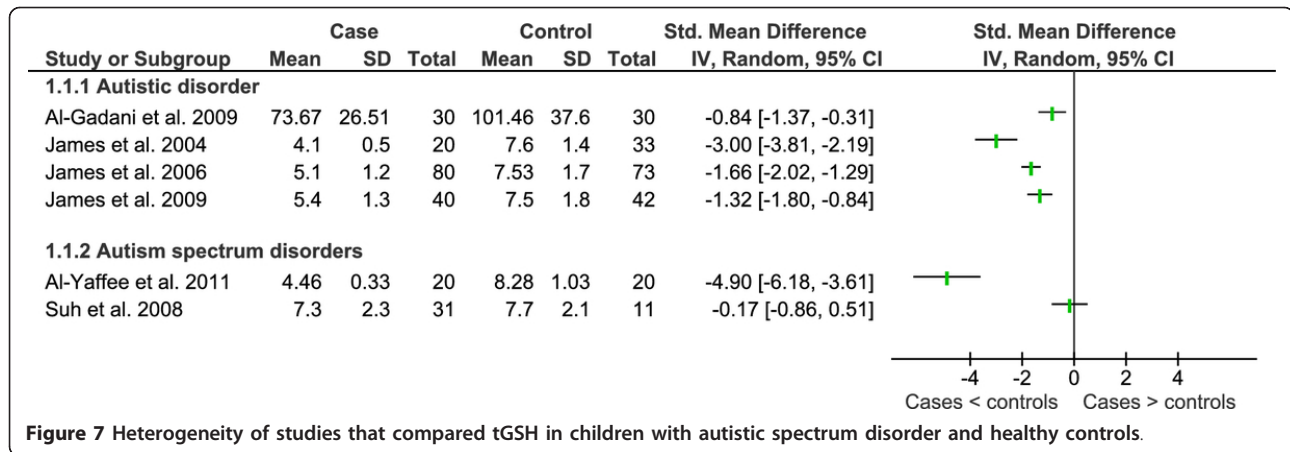 Case Control Std. Mean Difference Std. Mean Difference
Study or Subgroup Mean SD Total Mean SD Total IV, Random, 95% CI IV, Random, 95% CI
1.1.1 Autistic disorder
Al-Gadani et al. 2009 73.67 26.51 30 101.46 37.6 30 -0.84 [-1.37, -0.31]
James et al. 2004 4.1 0.5 20 7.6 1.4 33 -3.00 [-3.81, -2.19]
James et al. 2006 5.1 1.2 80 7.53 1.7 73 -1.66 [-2.02, -1.29]
James et al. 2009 5.4 1.3 40 7.5 1.8 42 -1.32 [-1.80, -0.84]
1.1.2 Autism spectrum disorders
Al-Yaffee et al. 2011 4.46 0.33 20 8.28 1.03 20 -4.90 [-6.18, -3.61]
Suh et al. 2008 7.3 2.3 31 7.7 2.1 11 -0.17 [-0.86, 0.51]
-4 -2 0 2 4
Cases < controls Cases > controls
Figure 7 Heterogeneity of studies that compared tGSH in children with autistic spectrum disorder and healthy controls.